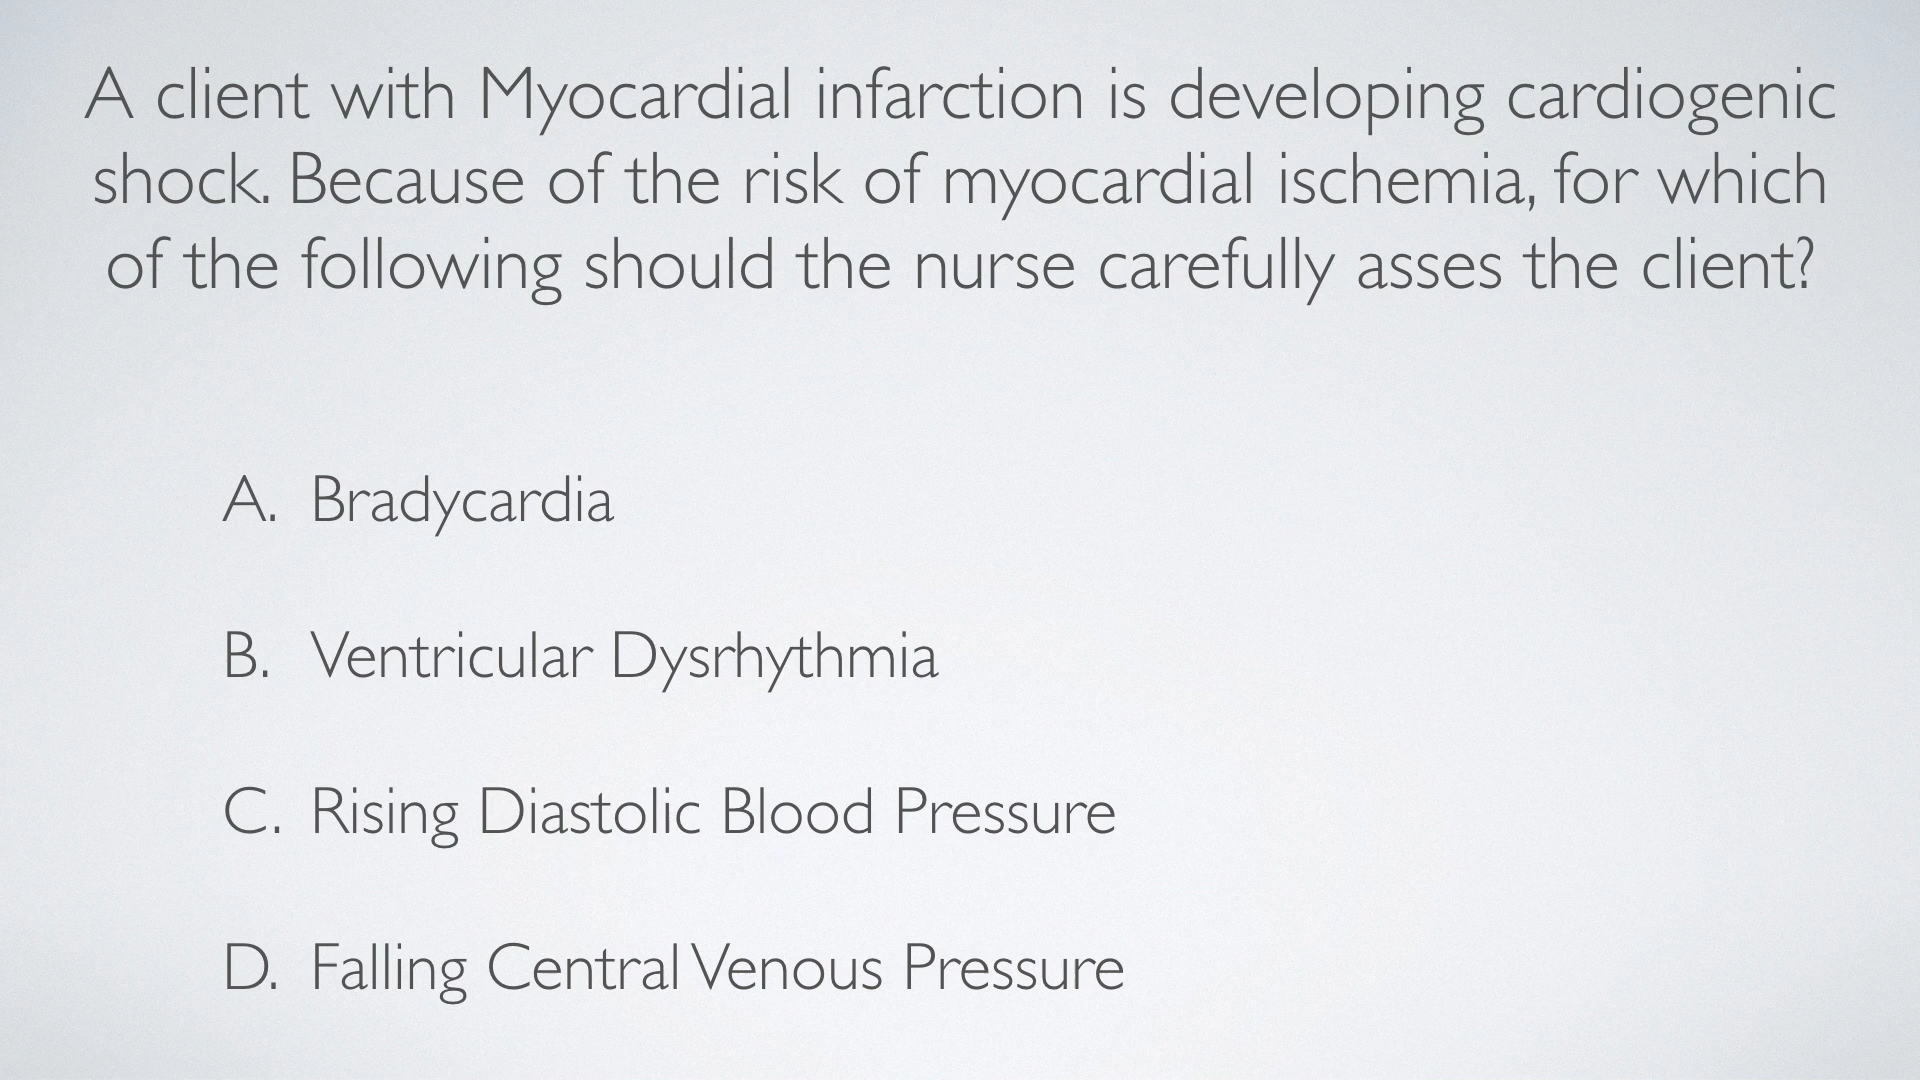 A client with Myocardial infarction is developing cardiogenic
shock. Because of the risk of myocardial ischemia, for which
of the following should the nurse carefully asses the client?
A. Bradycardia
B. Ventricular Dysrhythmia
C. Rising Diastolic Blood Pressure
D. Falling Central Venous Pressure